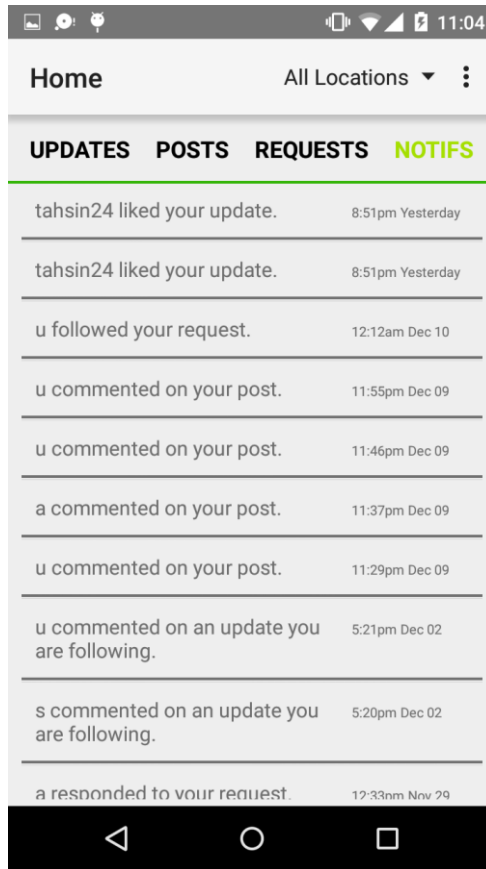 11:04
Home All Locations
UPDATES POSTS REQUESTS NOTIFS
tahsin24 liked your update. 8:51pm Yesterday
tahsin24 liked your update. 8:51pm Yesterday
u followed your request. 12:12am Dec 10
u commented on your post. 11:55pm Dec 09
u commented on your post. 11:46pm Dec 09
a commented on your post. 11:37pm Dec 09
u commented on your post. 11:29pm Dec 09
u commented on an update you 5:21pm Dec 02
are following.
s commented on an update you 5:20pm Dec 02
are following.
a responded to your request. 12:33pm Nov 29